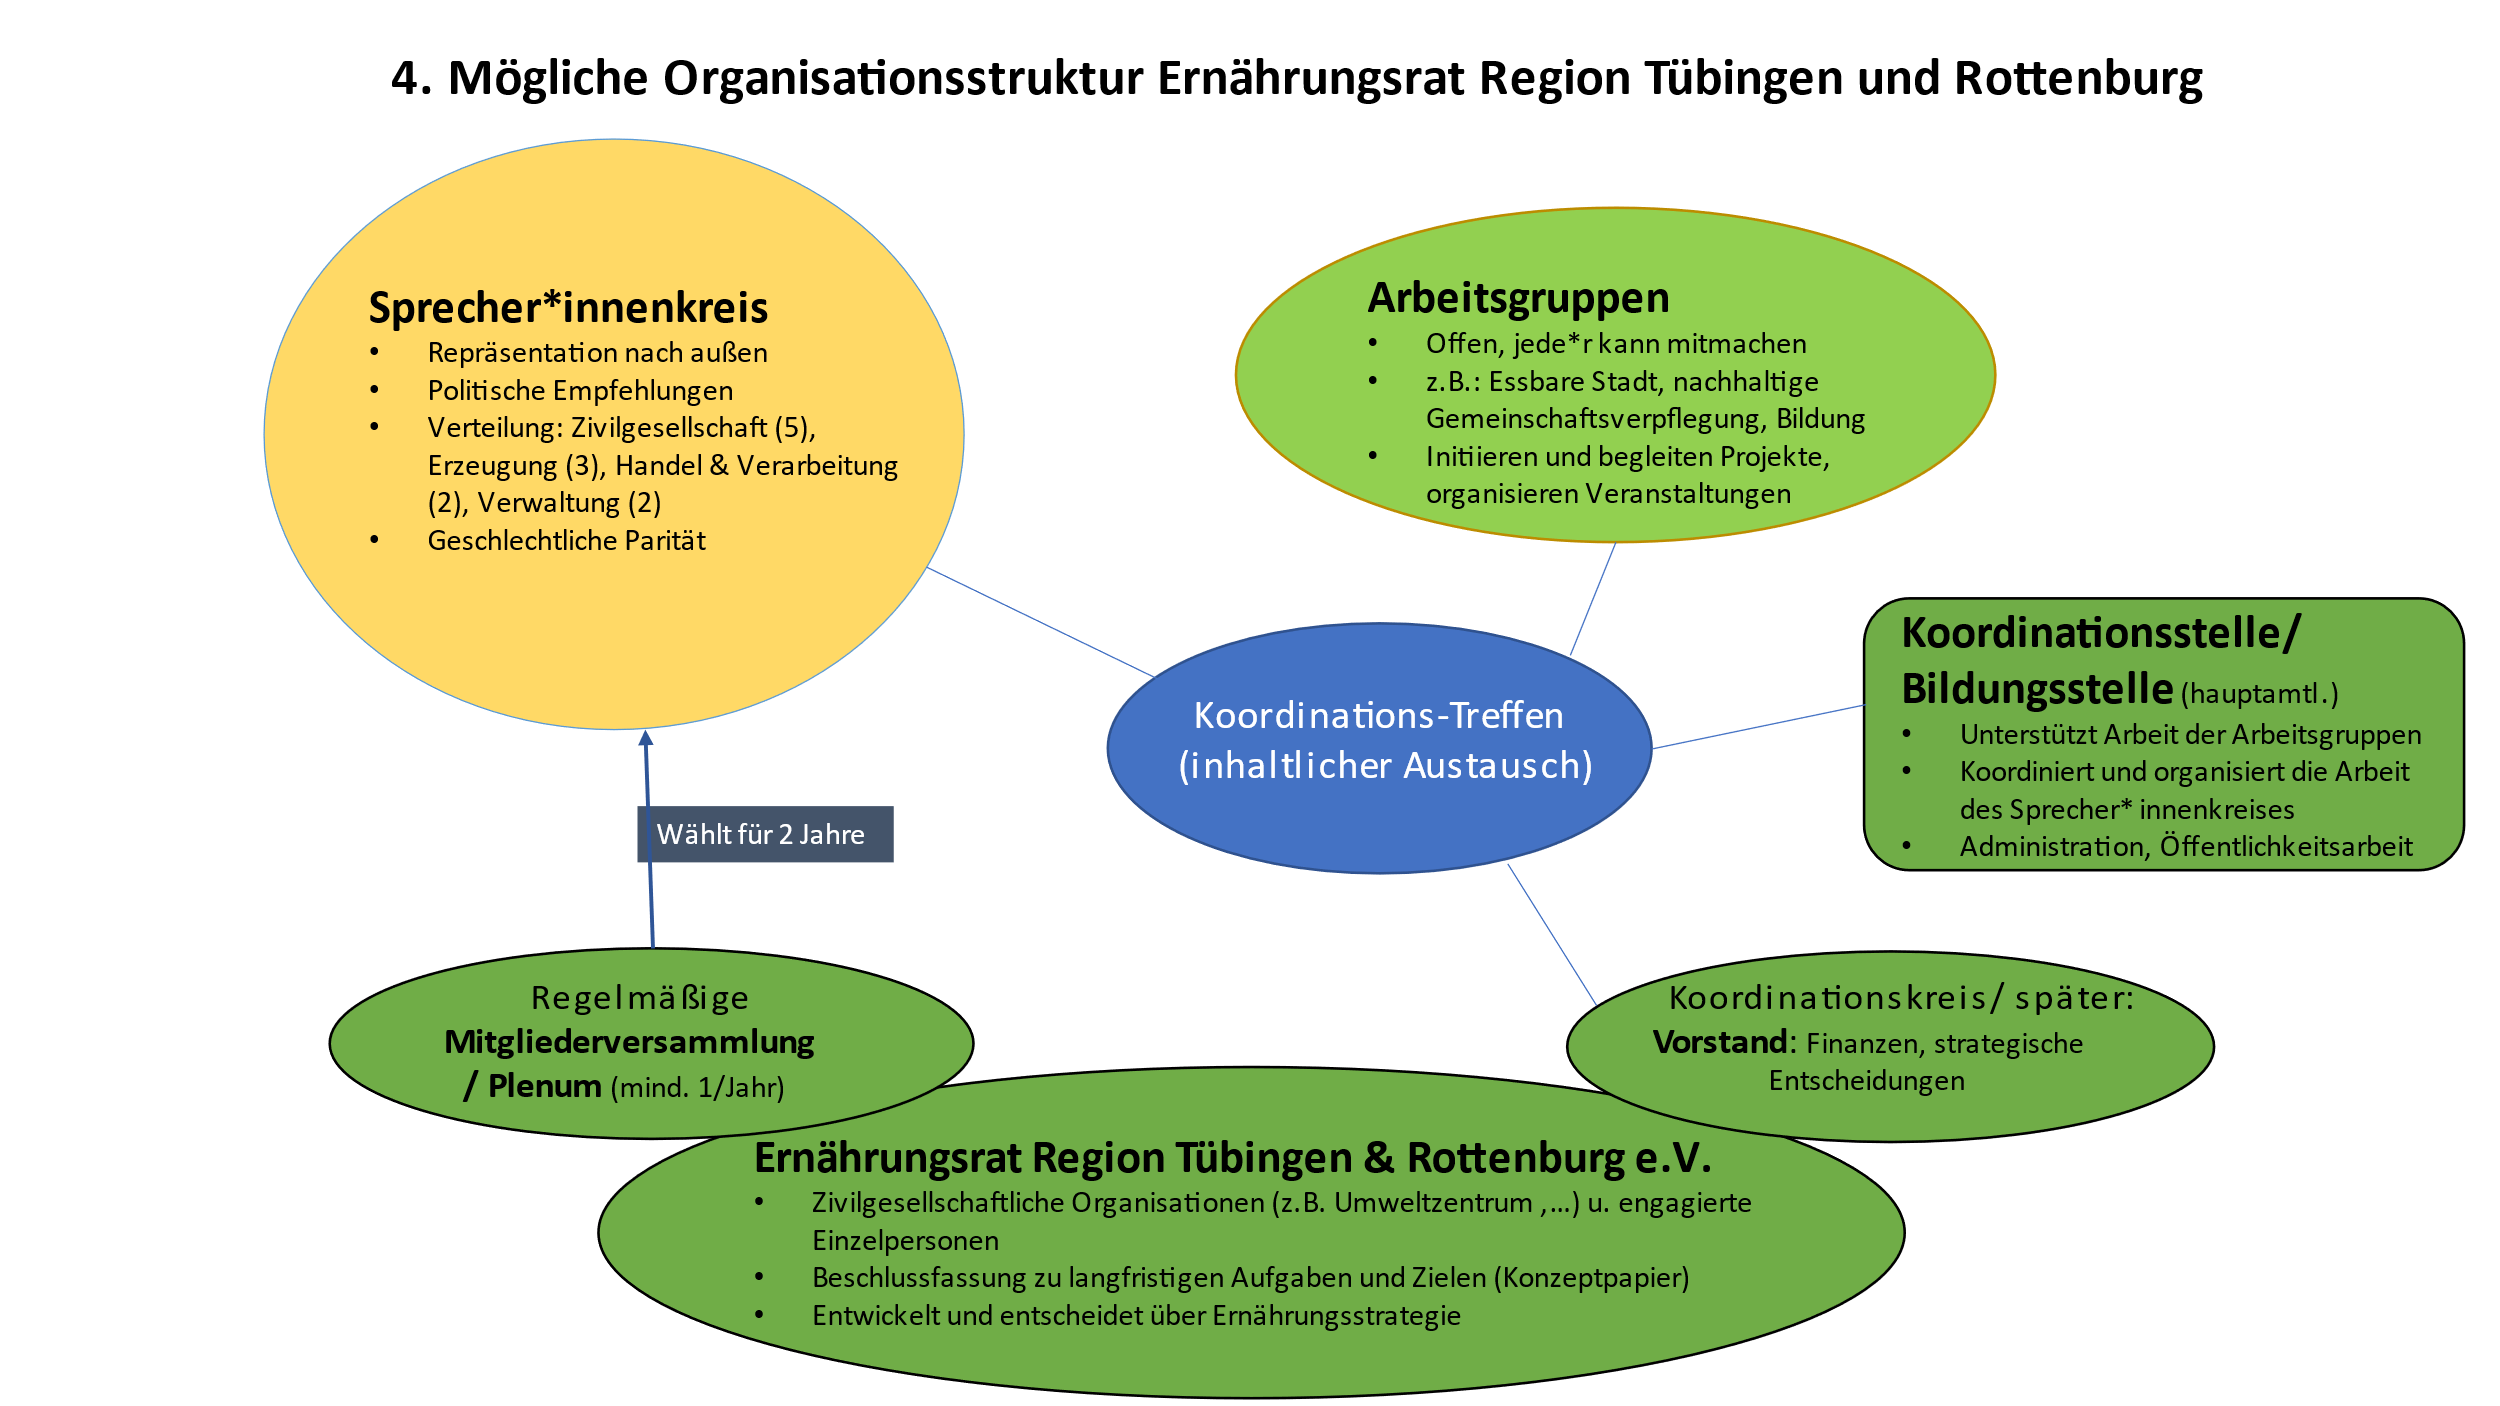 4. Mögliche Organisationsstruktur Ernährungsrat Region Tübingen und Rottenburg
Sprecher*innenkreis
• Repräsentation nach außen
• Politische Empfehlungen
• Verteilung: Zivilgesellschaft (5),
Erzeugung (3), Handel & Verarbeitung
(2), Verwaltung (2)
• Geschlechtliche Parität
Arbeitsgruppen
• Offen, jede*r kann mitmachen
• z.B.: Essbare Stadt, nachhaltige
Gemeinschaftsverpflegung, Bildung
• Initiieren und begleiten Projekte,
organisieren Veranstaltungen
Koordinations-Treffen
(inhaltlicher Austausch)
Koordinationsstelle/
Bildungsstelle (hauptamtl.)
• Unterstützt Arbeit der Arbeitsgruppen
• Koordiniert und organisiert die Arbeit
des Sprecher* innenkreises
• Administration, Öffentlichkeitsarbeit
Wählt für 2 Jahre
Regelmäßige
Mitgliederversammlung
/ Plenum (mind. 1/Jahr)
Koordinationskreis/ später:
Vorstand: Finanzen, strategische
Entscheidungen
Ernährungsrat Region Tübingen & Rottenburg e.V.
• Zivilgesellschaftliche Organisationen (z.B. Umweltzentrum ,...) u. engagierte
Einzelpersonen
• Beschlussfassung zu langfristigen Aufgaben und Zielen (Konzeptpapier)
• Entwickelt und entscheidet über Ernährungsstrategie